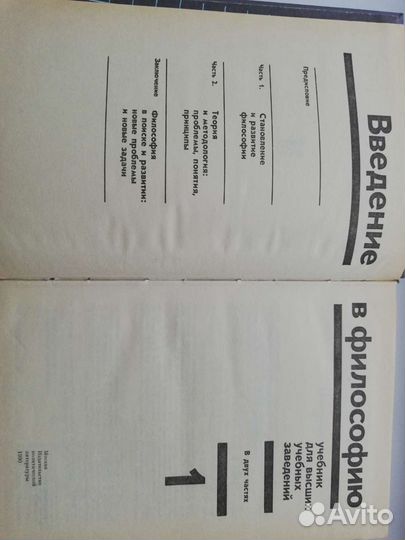 Введение
Предисловие
Часть 1.
Становление
и развитие
философии
Часть 2.
Теория
и методология:
проблемы, понятия,
принципы
Заключение
Философия
в поиске и развитии:
новые проблемы
и новые задачи
в философию
учебник
для высших
учебных
заведений
В двух частях
1
Москва
Издательство
политической
литературы
1990
Avito